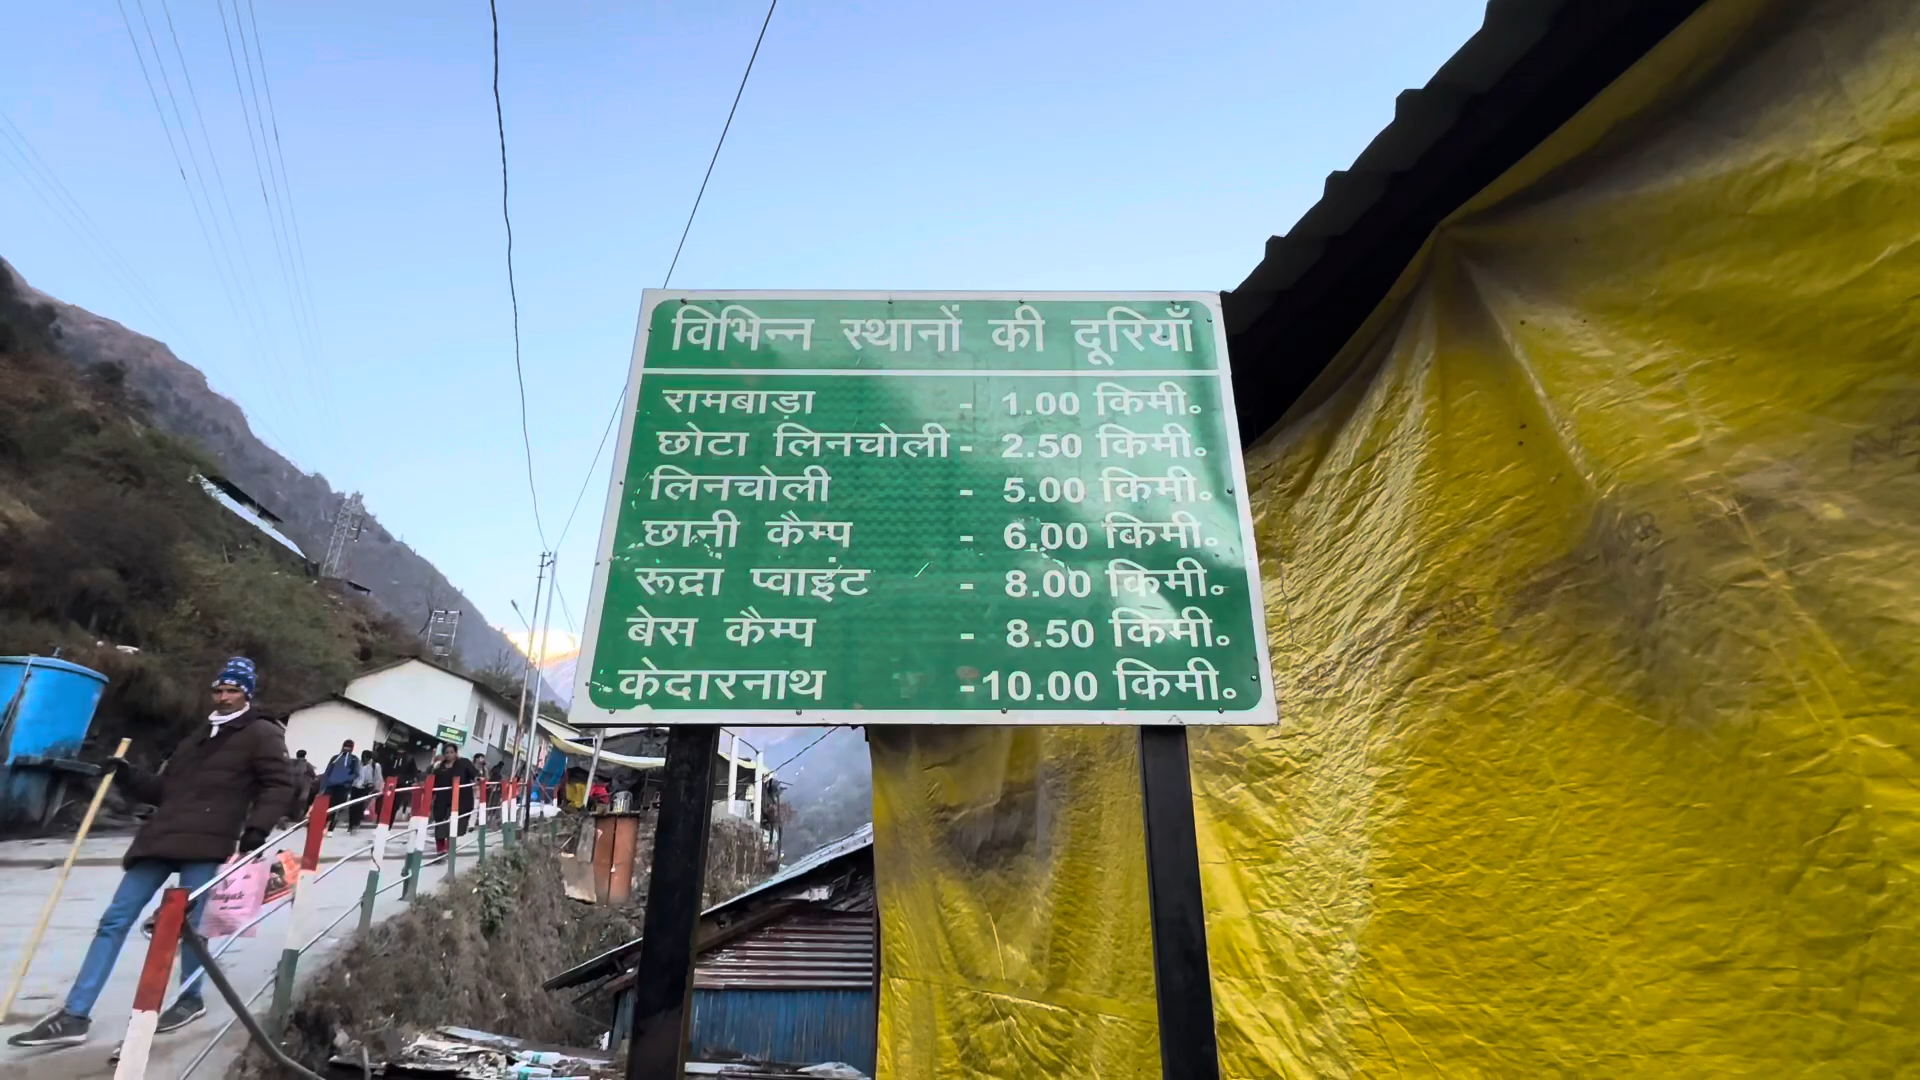 विभिन्न स्थानों की दूरियाँ
रामबाड़ा - 1.00 किमी॰
छोटा लिनचोली - 2.50 किमी॰
लिनचोली - 5.00 किमी॰
छानी कैम्प - 6.00 किमी॰
रूद्रा प्वाइंट - 8.00 किमी॰
बेस कैम्प - 8.50 किमी॰
केदारनाथ -10.00 किमी॰